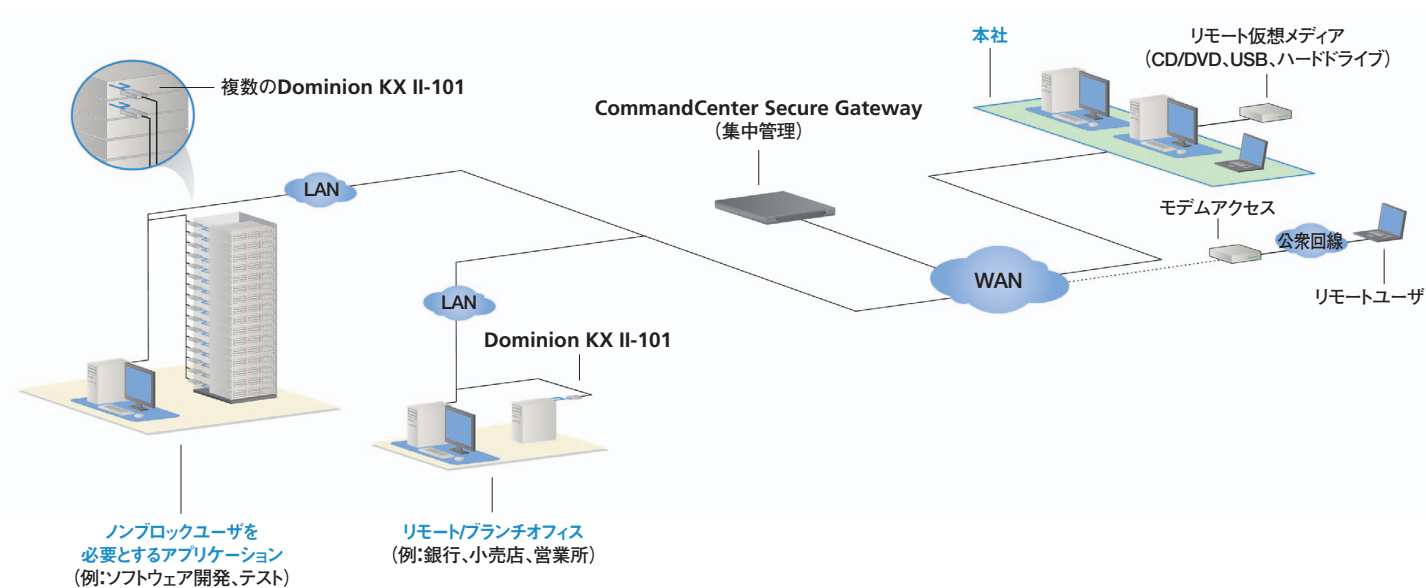 本社
リモート仮想メディア
(CD/DVD、USB、ハードドライブ)
複数のDominion KX II-101
CommandCenter Secure Gateway
(集中管理)
LAN
モデムアクセス
公衆回線
WAN
リモートユーザ
LAN
Dominion KX II-101
ノンブロックユーザを
必要とするアプリケーション
(例:ソフトウェア開発、テスト)
リモート/ブランチオフィス
(例:銀行、小売店、営業所)